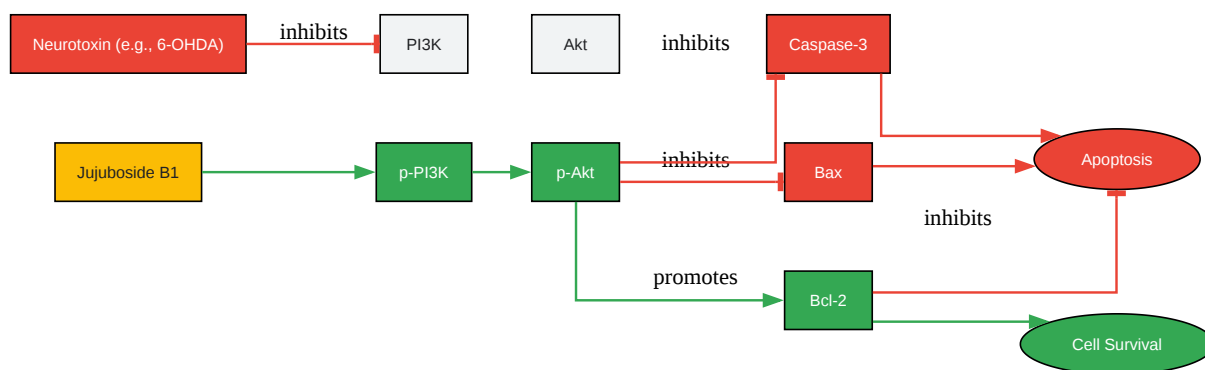 Neurotoxin (e.g., 6-OHDA)
inhibits
PI3K
Akt
inhibits
Caspase-3
Jujuboside B1
p-PI3K
p-Akt
inhibits
Bax
Apoptosis
inhibits
promotes
Bcl-2
Cell Survival